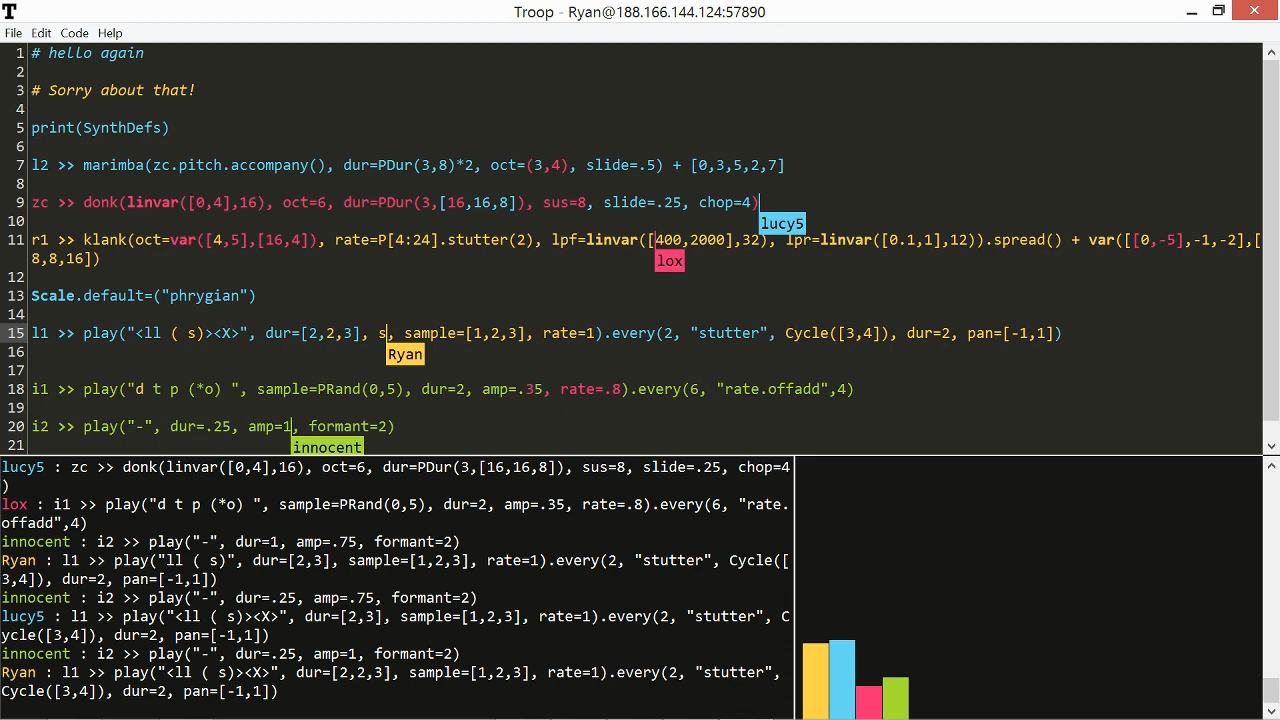 Troop - Ryan@188.166.144.124:57890
File Edit Code Help
1 # hello again
2
3 # Sorry about that!
4
5 print(SynthDefs)
6
7 l2 >> marimba(zc.pitch.accompany(), dur=PDur(3,8)*2, oct=(3,4), slide=.5) + [0,3,5,2,7]
8
9 zc >> donk(linvar([0,4],16), oct=6, dur=PDur(3,[16,16,8]), sus=8, slide=.25, chop=4)
10 lucy5
11 r1 >> klank(oct=var([4,5],[16,4]), rate=P[4:24].stutter(2), lpf=linvar([400,2000],32), lpr=linvar([0.1,1],12)).spread() + var([[0,-5],-1,-2],[
8,8,16])
lox
12
13 Scale.default=("phrygian")
14
15 l1 >> play("<ll ( s)><X>", dur=[2,2,3], s, sample=[1,2,3], rate=1).every(2, "stutter", Cycle([3,4]), dur=2, pan=[-1,1])
16 Ryan
17
18 i1 >> play("d t p (*o) ", sample=PRand(0,5), dur=2, amp=.35, rate=.8).every(6, "rate.offadd",4)
19
20 i2 >> play("-", dur=.25, amp=1, formant=2)
21 innocent
lucy5 : zc >> donk(linvar([0,4],16), oct=6, dur=PDur(3,[16,16,8]), sus=8, slide=.25, chop=4
)
lox : i1 >> play("d t p (*o) ", sample=PRand(0,5), dur=2, amp=.35, rate=.8).every(6, "rate.
offadd",4)
innocent : i2 >> play("-", dur=1, amp=.75, formant=2)
Ryan : l1 >> play("ll ( s)", dur=[2,3], sample=[1,2,3], rate=1).every(2, "stutter", Cycle([
3,4]), dur=2, pan=[-1,1])
innocent : i2 >> play("-", dur=.25, amp=.75, formant=2)
lucy5 : l1 >> play("<ll ( s)><X>", dur=[2,3], sample=[1,2,3], rate=1).every(2, "stutter", C
ycle([3,4]), dur=2, pan=[-1,1])
innocent : i2 >> play("-", dur=.25, amp=1, formant=2)
Ryan : l1 >> play("<ll ( s)><X>", dur=[2,2,3], sample=[1,2,3], rate=1).every(2, "stutter",
Cycle([3,4]), dur=2, pan=[-1,1])